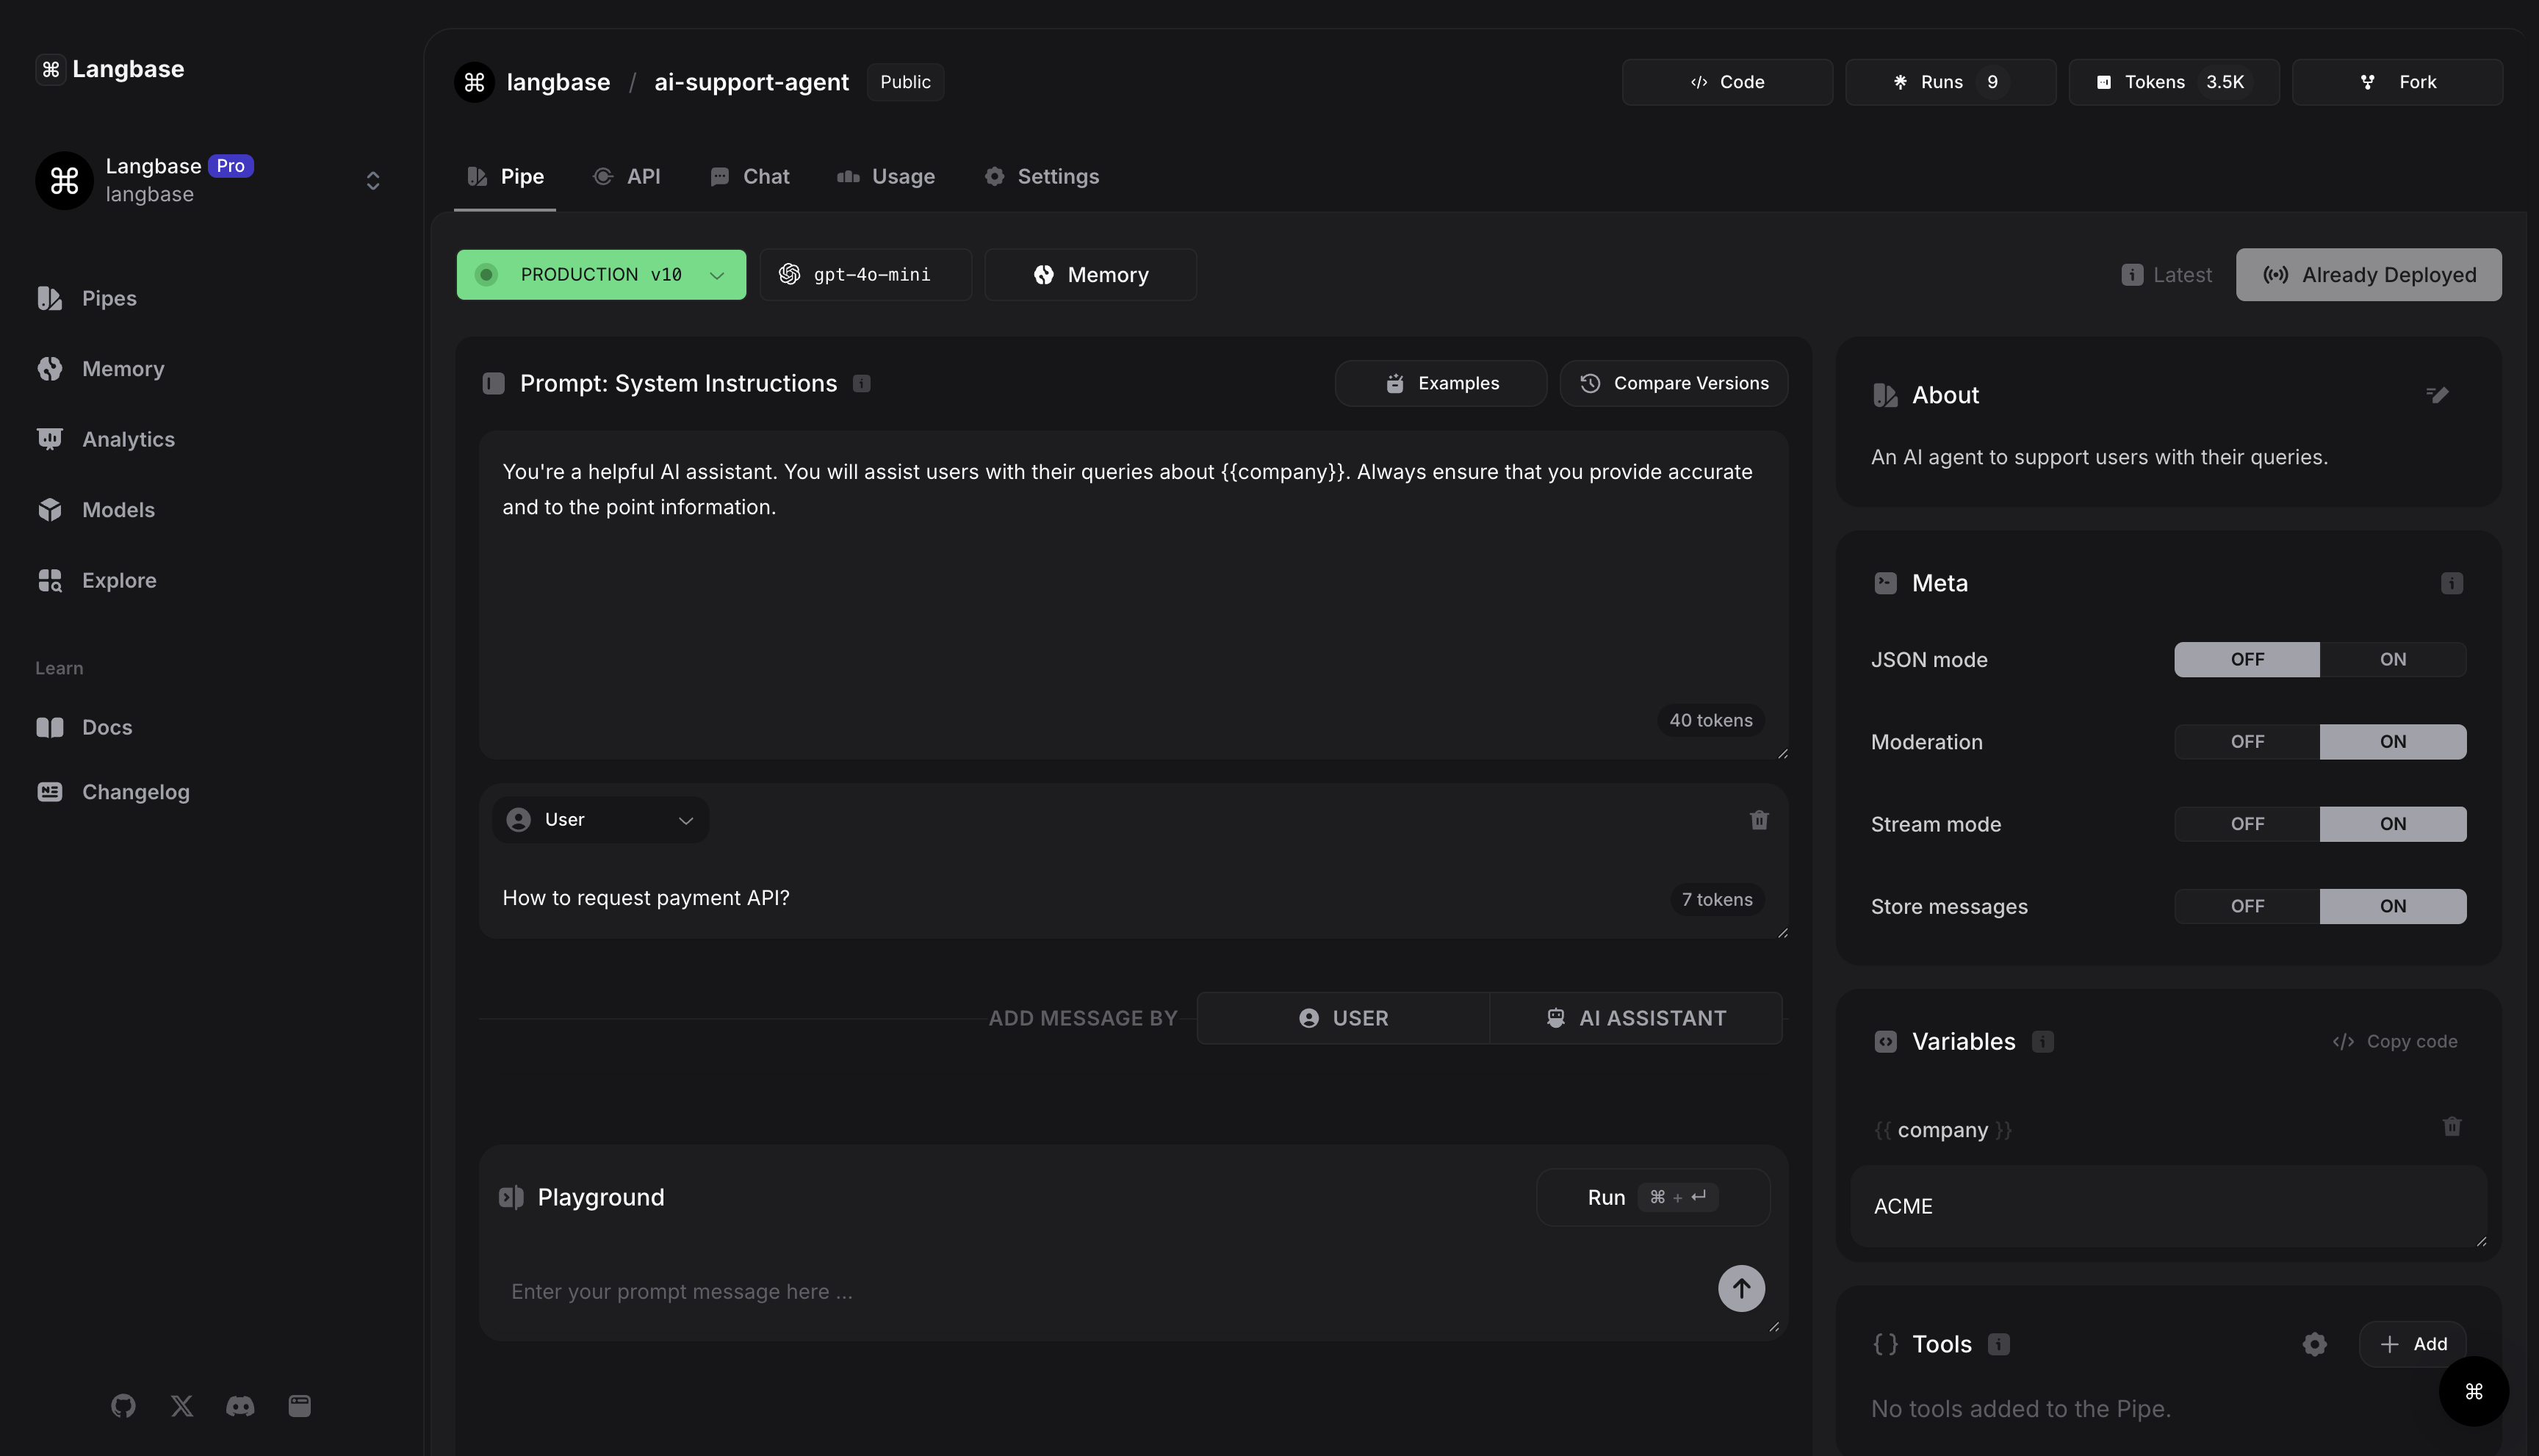 Langbase
Langbase Pro
langbase
Pipes
Memory
Analytics
Models
Explore
Learn
Docs
Changelog
langbase / ai-support-agent Public
Code
Runs 9
Tokens 3.5K
Fork
Pipe
API
Chat
Usage
Settings
PRODUCTION v10
gpt-4o-mini
Memory
Latest
Already Deployed
Prompt: System Instructions
Examples
Compare Versions
You're a helpful AI assistant. You will assist users with their queries about {{company}}. Always ensure that you provide accurate
and to the point information.
40 tokens
User
How to request payment API?
7 tokens
ADD MESSAGE BY
USER
AI ASSISTANT
Playground
Run ⌘ + ↵
Enter your prompt message here ...
About
An AI agent to support users with their queries.
Meta
JSON mode OFF ON
Moderation OFF ON
Stream mode OFF ON
Store messages OFF ON
Variables
Copy code
{{ company }}
ACME
Tools
Add
No tools added to the Pipe.